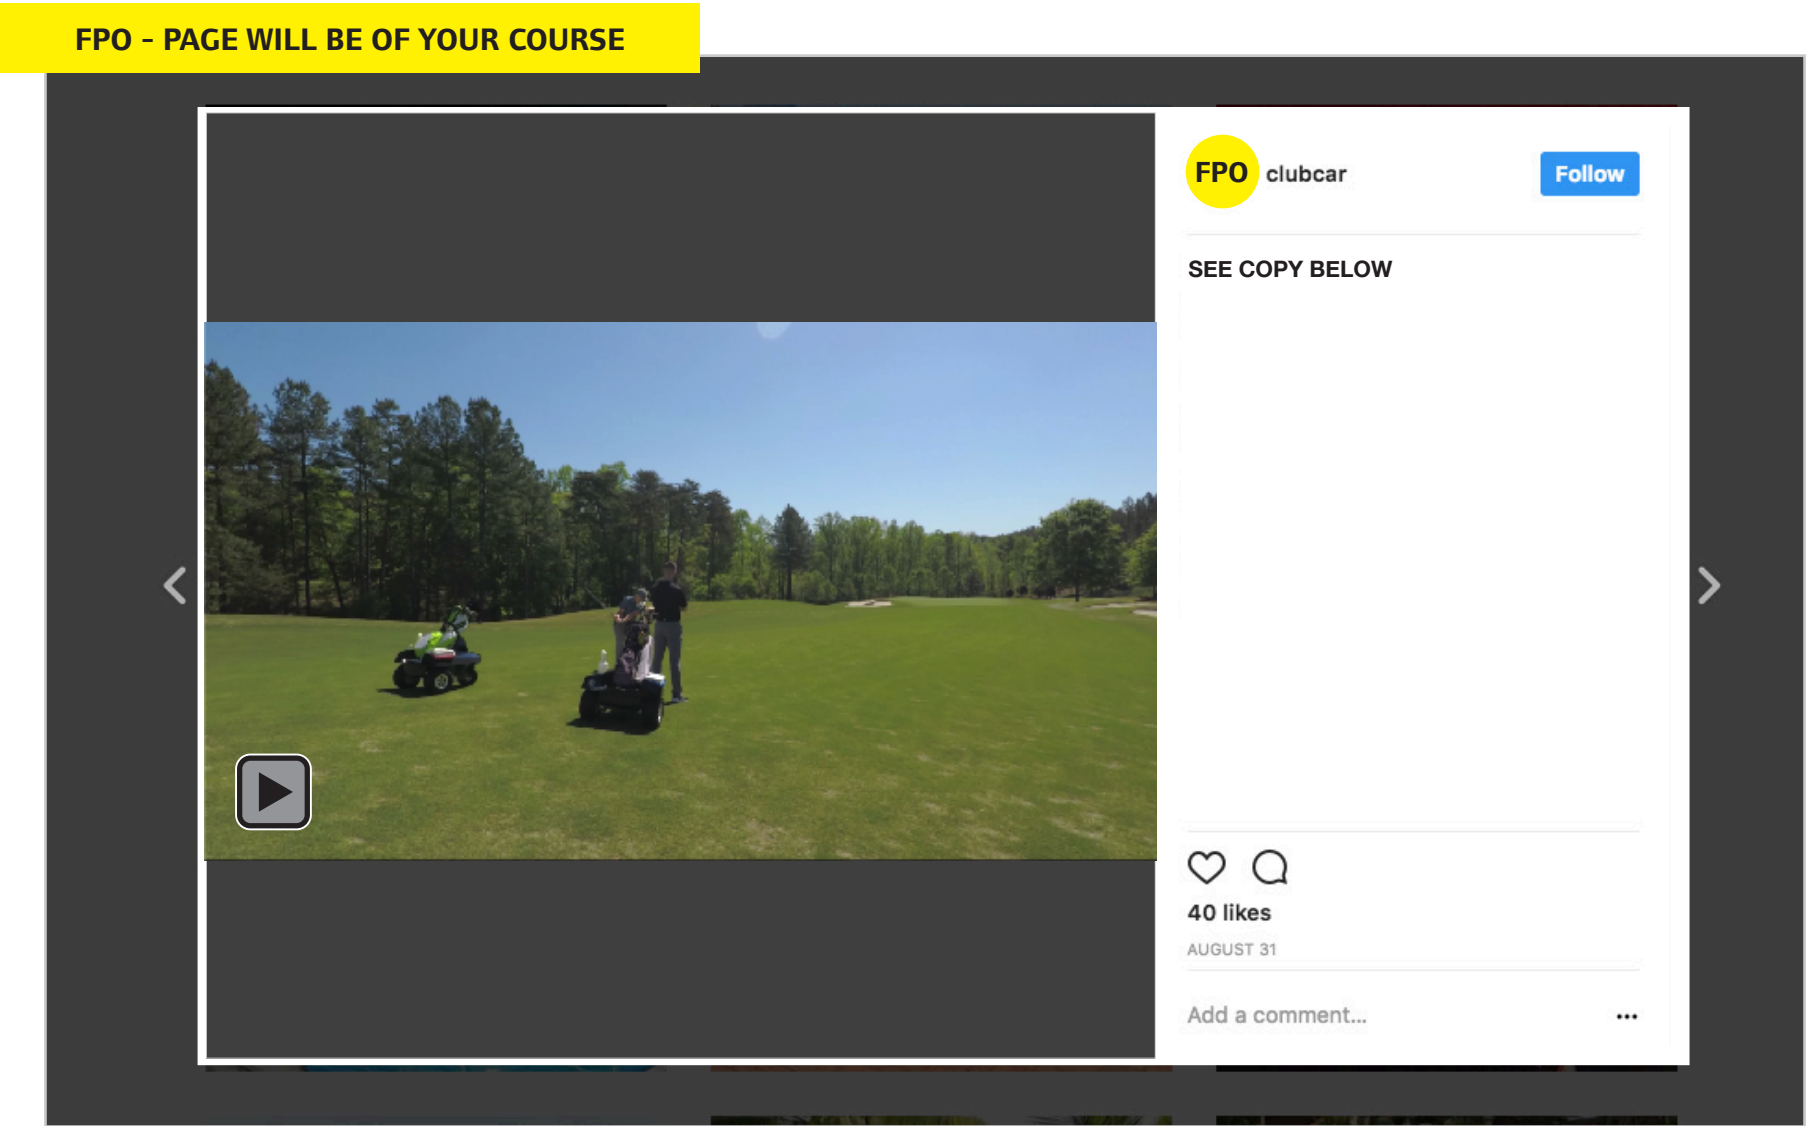 FPO - PAGE WILL BE OF YOUR COURSE
FPO clubcar
Follow
SEE COPY BELOW
40 likes
AUGUST 31
Add a comment...